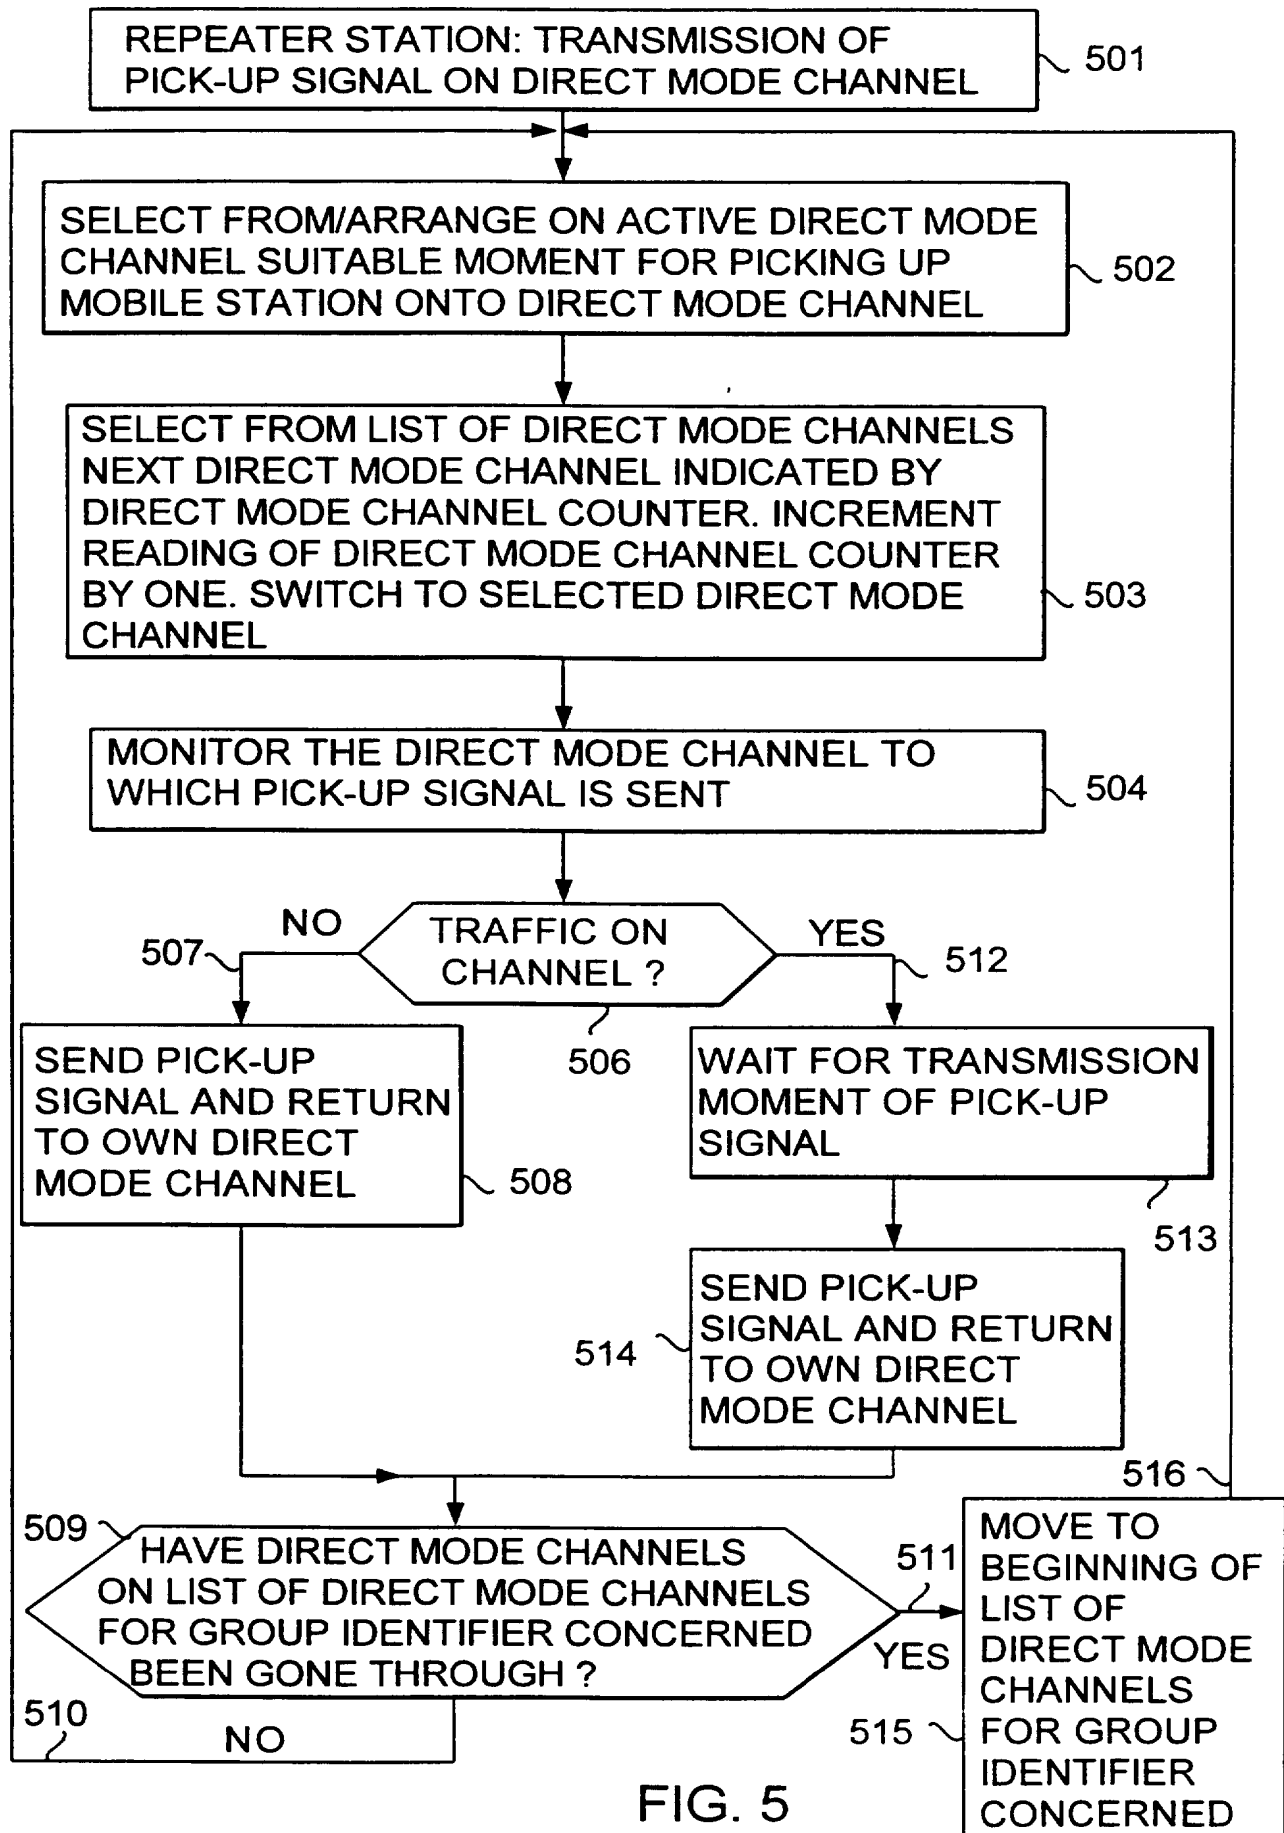 REPEATER STATION: TRANSMISSION OF
PICK-UP SIGNAL ON DIRECT MODE CHANNEL
501
SELECT FROM/ARRANGE ON ACTIVE DIRECT MODE
CHANNEL SUITABLE MOMENT FOR PICKING UP
MOBILE STATION ONTO DIRECT MODE CHANNEL
502
SELECT FROM LIST OF DIRECT MODE CHANNELS
NEXT DIRECT MODE CHANNEL INDICATED BY
DIRECT MODE CHANNEL COUNTER. INCREMENT
READING OF DIRECT MODE CHANNEL COUNTER
BY ONE. SWITCH TO SELECTED DIRECT MODE
CHANNEL
503
MONITOR THE DIRECT MODE CHANNEL TO
WHICH PICK-UP SIGNAL IS SENT
504
TRAFFIC ON
CHANNEL ?
506
NO
507
YES
512
SEND PICK-UP
SIGNAL AND RETURN
TO OWN DIRECT
MODE CHANNEL
508
WAIT FOR TRANSMISSION
MOMENT OF PICK-UP
SIGNAL
513
SEND PICK-UP
SIGNAL AND RETURN
TO OWN DIRECT
MODE CHANNEL
514
509
HAVE DIRECT MODE CHANNELS
ON LIST OF DIRECT MODE CHANNELS
FOR GROUP IDENTIFIER CONCERNED
BEEN GONE THROUGH ?
510
NO
511
YES
516
MOVE TO
BEGINNING OF
LIST OF
DIRECT MODE
CHANNELS
FOR GROUP
IDENTIFIER
CONCERNED
515
FIG. 5